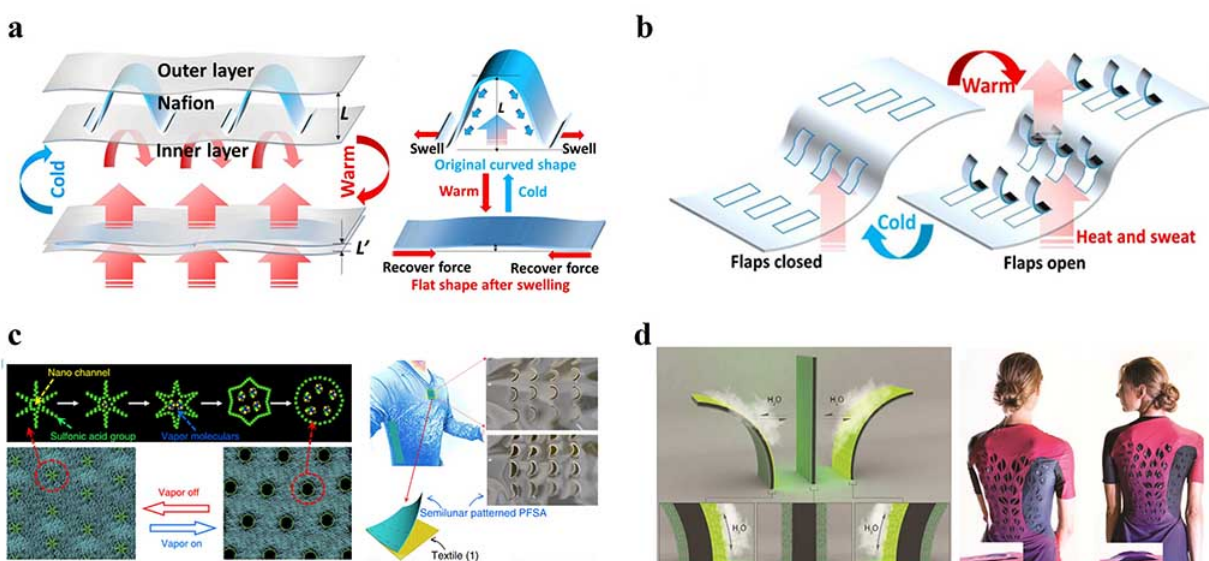 a
Outer layer
Nafion
L
Inner layer
Cold
Warm
L'
L
Swell
Swell
Original curved shape
Warm
Cold
Recover force
Recover force
Flat shape after swelling
b
Warm
Cold
Heat and sweat
Flaps closed
Flaps open
c
Nano channel
Sulfonic acid group
Vapor moleculars
Vapor off
Vapor on
Semilunar patterned PFSA
Textile (1)
d
H₂O
H₂O
H₂O
H₂O